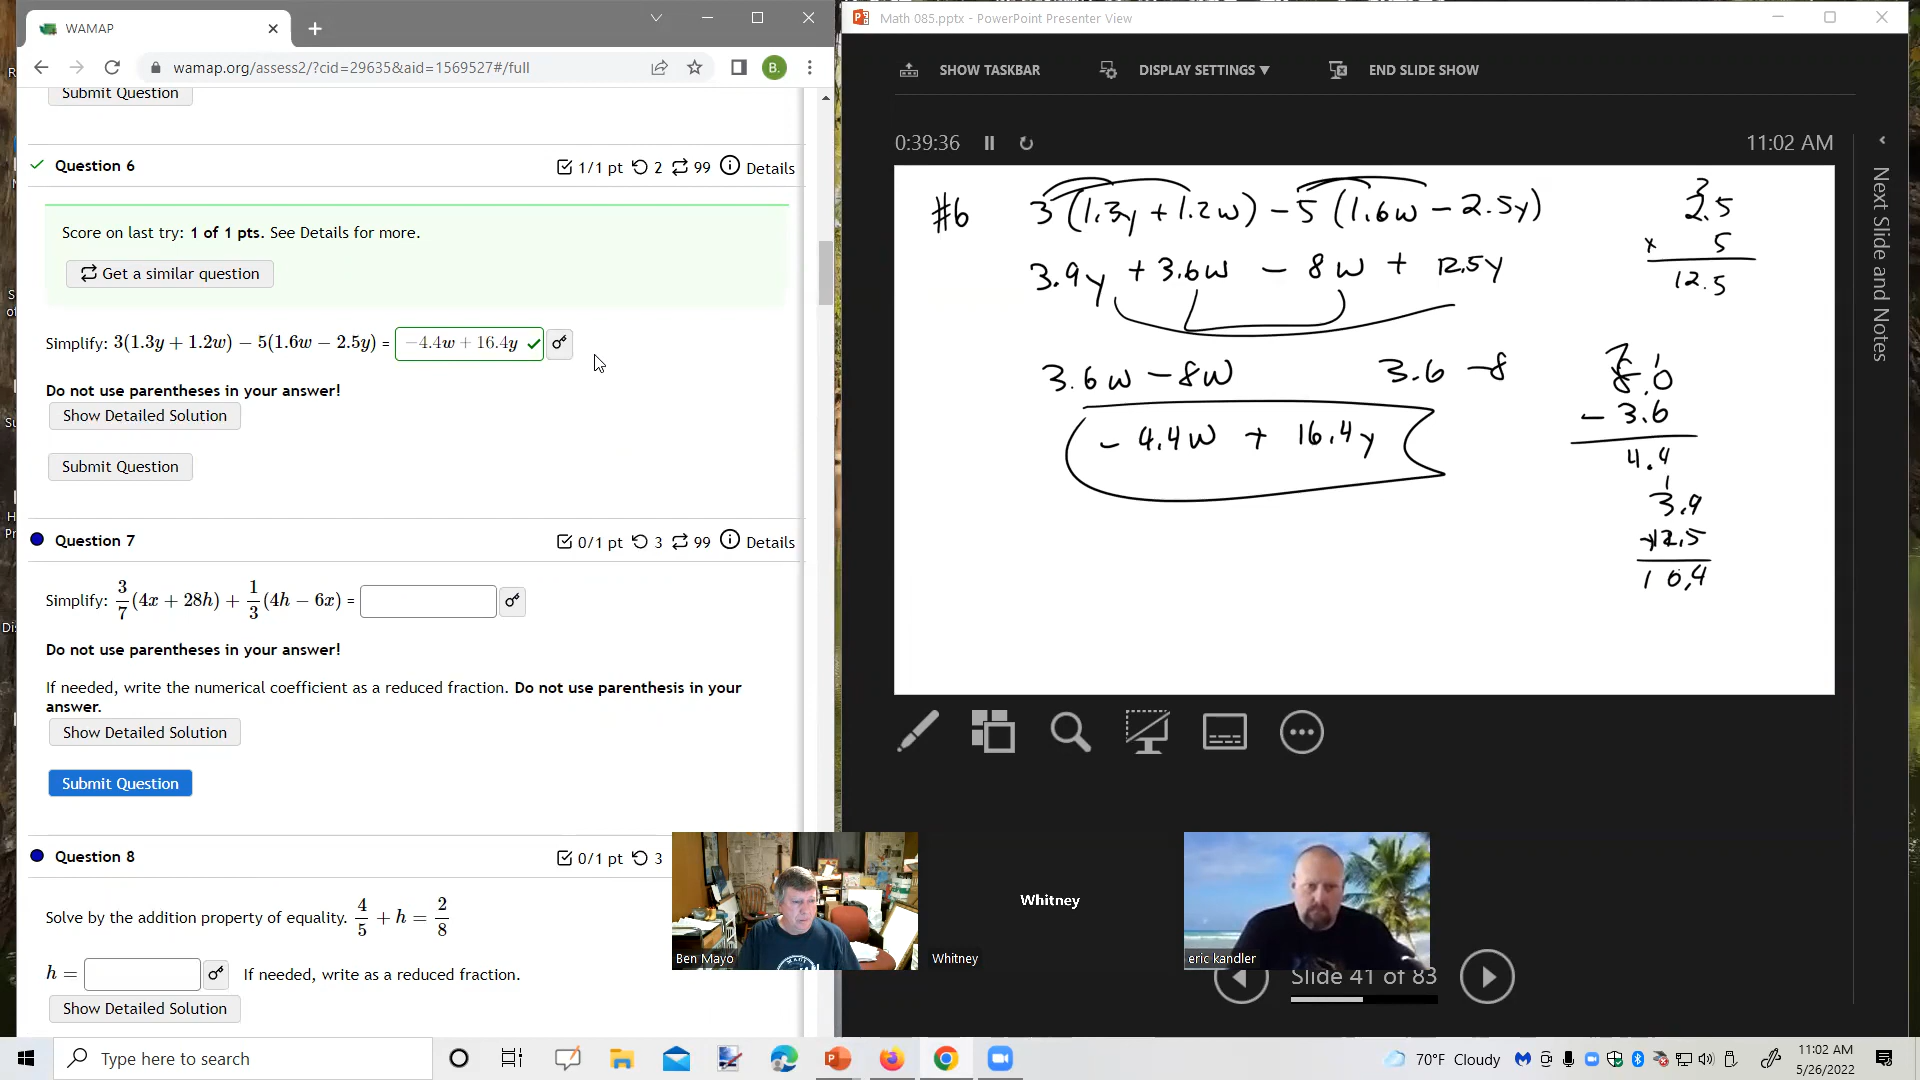 WAMAP
wamap.org/assess2/?cid=29635&aid=1569527#/full
B.
Submit Question
Question 6
1/1 pt 2 99 Details
Score on last try: 1 of 1 pts. See Details for more.
Get a similar question
Simplify: 3(1.3y + 1.2w) − 5(1.6w − 2.5y) = −4.4w + 16.4y
Do not use parentheses in your answer!
Show Detailed Solution
Submit Question
Question 7
0/1 pt 3 99 Details
Simplify: 3/7(4x + 28h) + 1/3(4h − 6x) =
Do not use parentheses in your answer!
If needed, write the numerical coefficient as a reduced fraction. Do not use parenthesis in your
answer.
Show Detailed Solution
Submit Question
Question 8
0/1 pt 3
Solve by the addition property of equality. 4/5 + h = 2/8
h = If needed, write as a reduced fraction.
Show Detailed Solution
Math 085.pptx - PowerPoint Presenter View
SHOW TASKBAR
DISPLAY SETTINGS ▼
END SLIDE SHOW
0:39:36
11:02 AM
Next Slide and Notes
#6 3(1.3y + 1.2w) − 5(1.6w − 2.5y)
3.9y + 3.6w − 8w + 12.5y
3.6w − 8w 3.6 − 8
− 4.4w + 16.4y
2.5
x 5
12.5
8.0
− 3.6
4.4
3.9
+12.5
16.4
Ben Mayo
Whitney
Whitney
eric kandler
Slide 41 of 83
Type here to search
70°F Cloudy
11:02 AM
5/26/2022